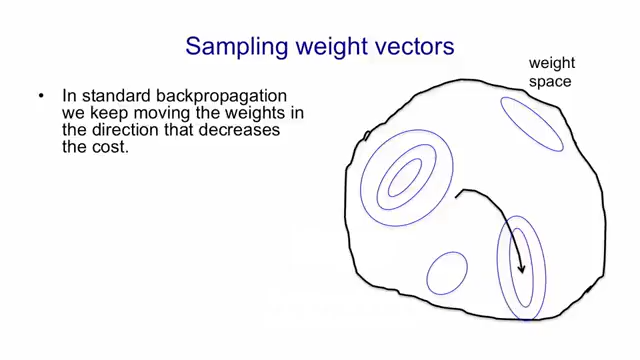 Sampling weight vectors
weight
space
• In standard backpropagation
we keep moving the weights in
the direction that decreases
the cost.